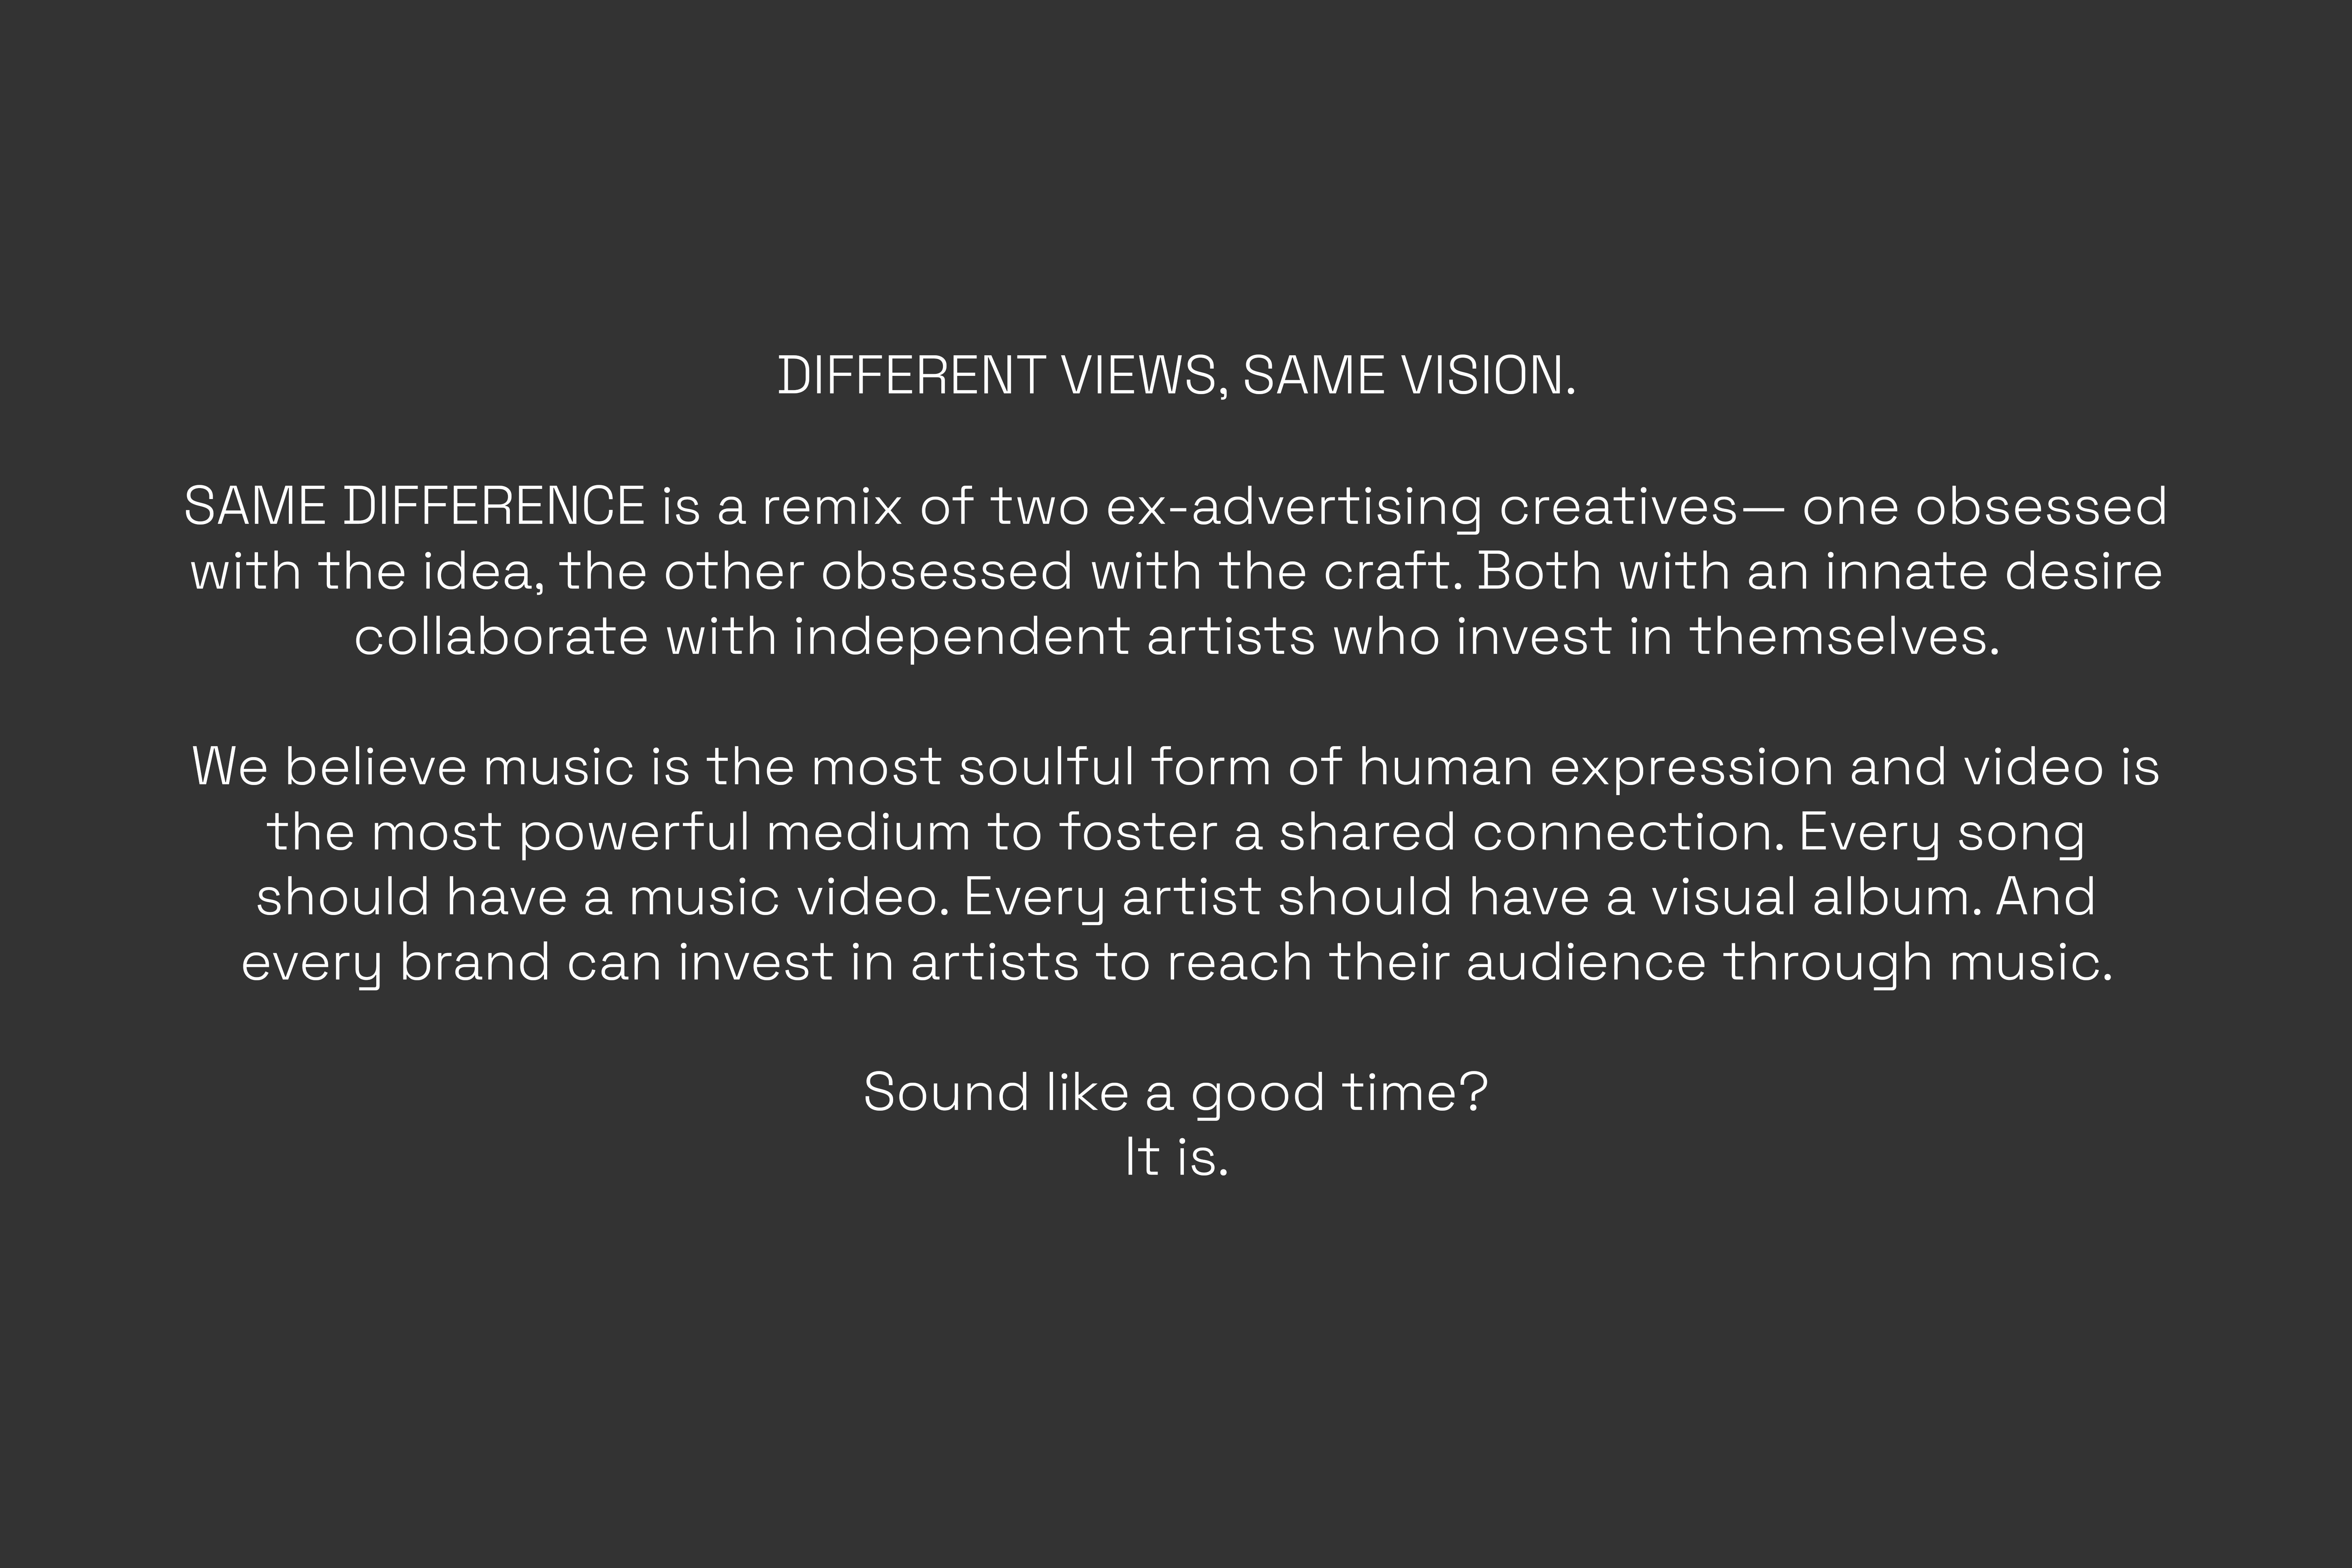 DIFFERENT VIEWS, SAME VISION.
SAME DIFFERENCE is a remix of two ex-advertising creatives— one obsessed
with the idea, the other obsessed with the craft. Both with an innate desire
collaborate with independent artists who invest in themselves.
We believe music is the most soulful form of human expression and video is
the most powerful medium to foster a shared connection. Every song
should have a music video. Every artist should have a visual album. And
every brand can invest in artists to reach their audience through music.
Sound like a good time?
It is.